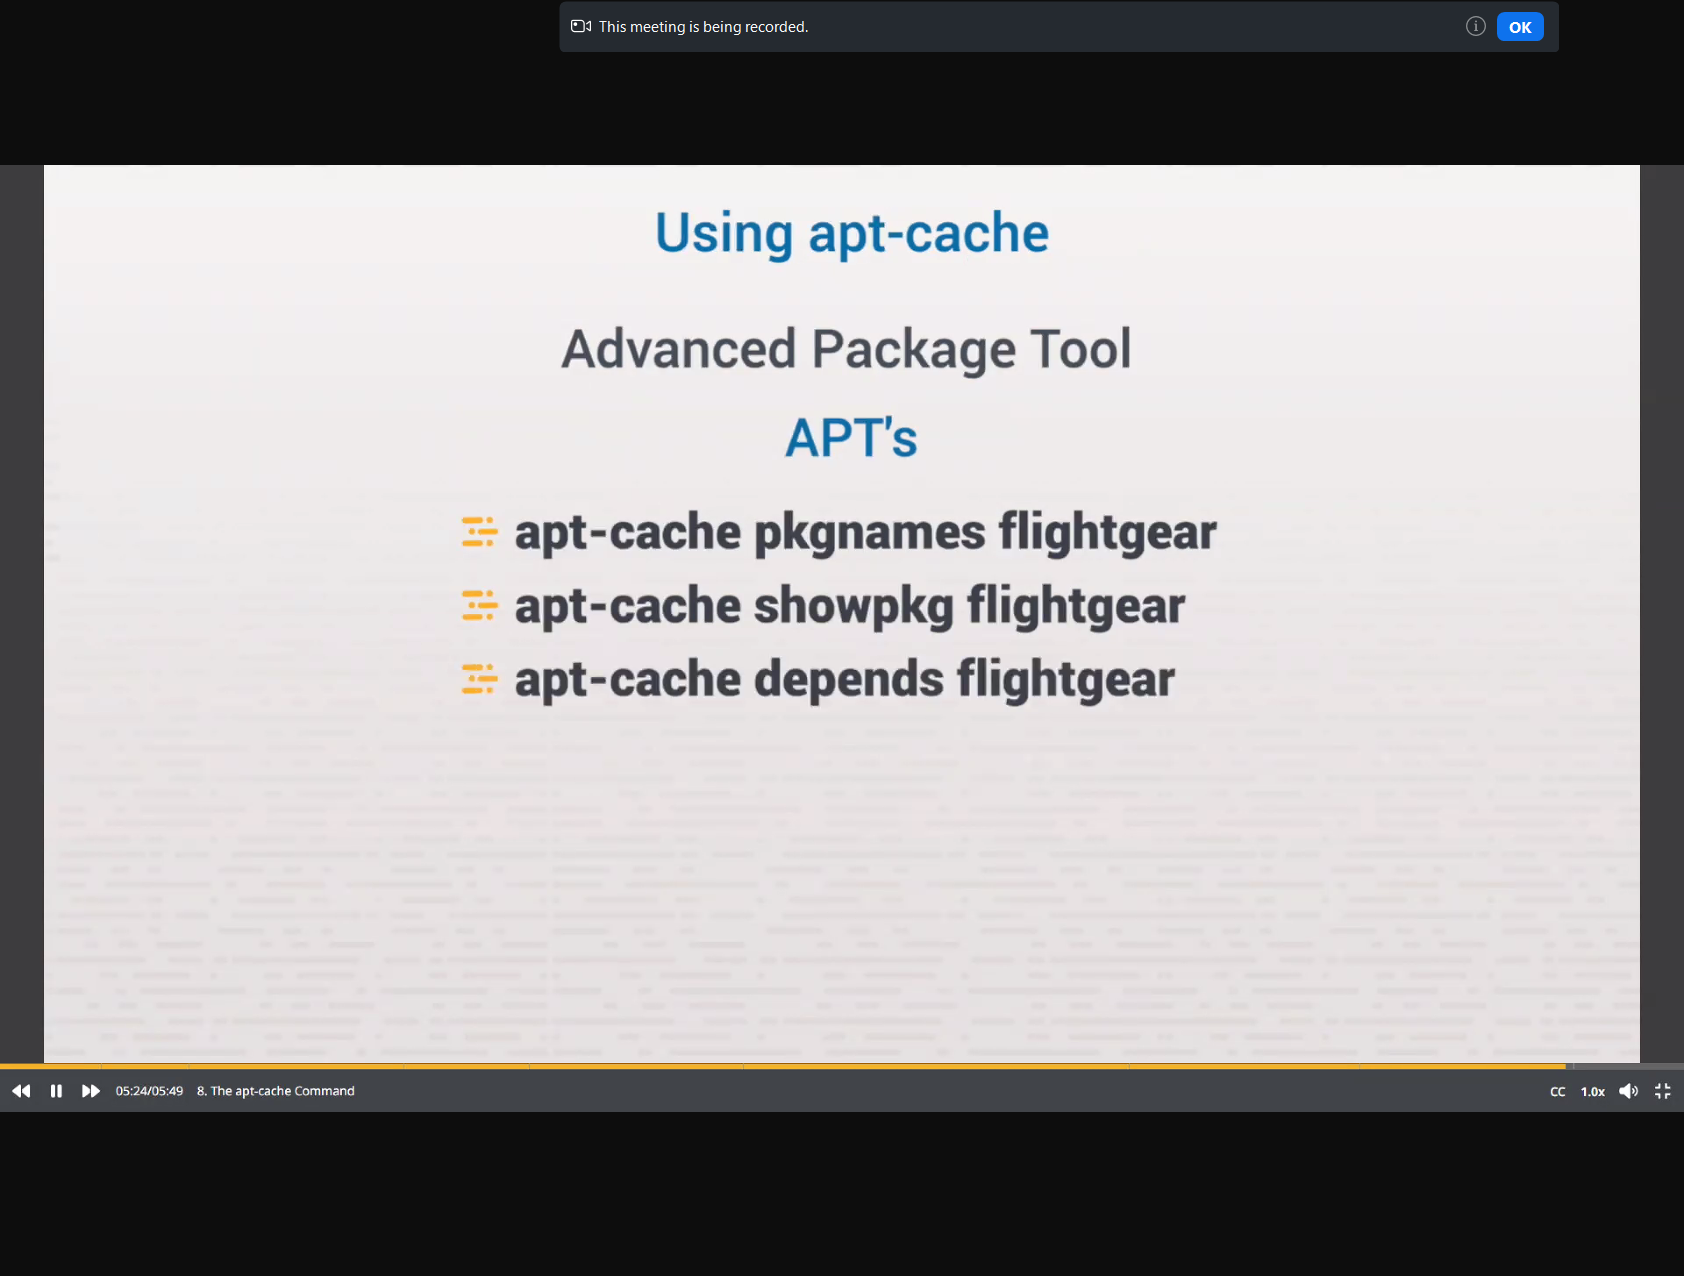 This meeting is being recorded.
OK
Using apt-cache
Advanced Package Tool
APT's
apt-cache pkgnames flightgear
apt-cache showpkg flightgear
apt-cache depends flightgear
05:24/05:49 8. The apt-cache Command
CC 1.0x